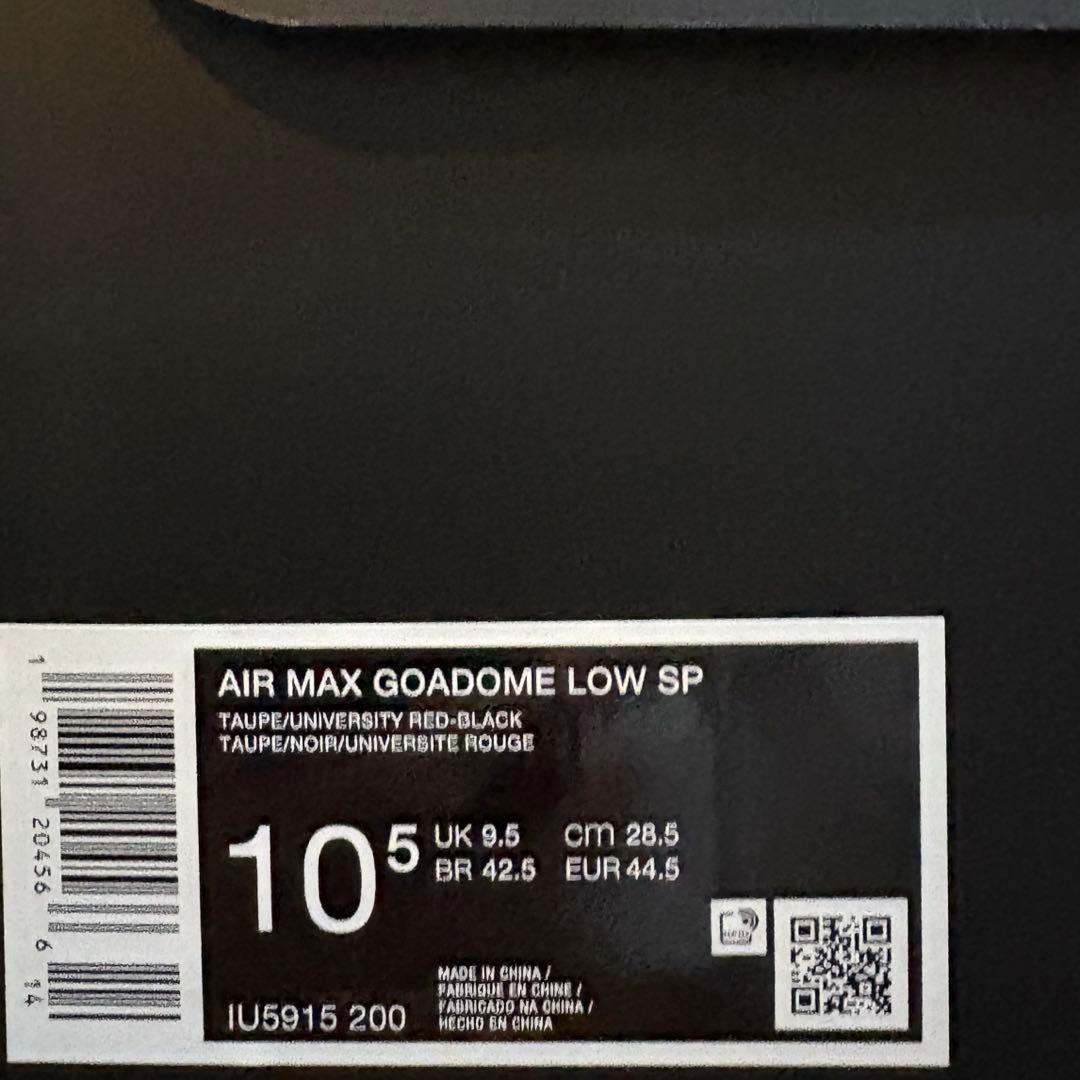 AIR MAX GOADOME LOW SP
TAUPE/UNIVERSITY RED-BLACK
TAUPE/NOIR/UNIVERSITE ROUGE
10⁵
UK 9.5 cm 28.5
BR 42.5 EUR 44.5
MADE IN CHINA /
FABRIQUE EN CHINE /
FABRICADO NA CHINA /
HECHO EN CHINA
IU5915 200
1 98731 20456 6 14